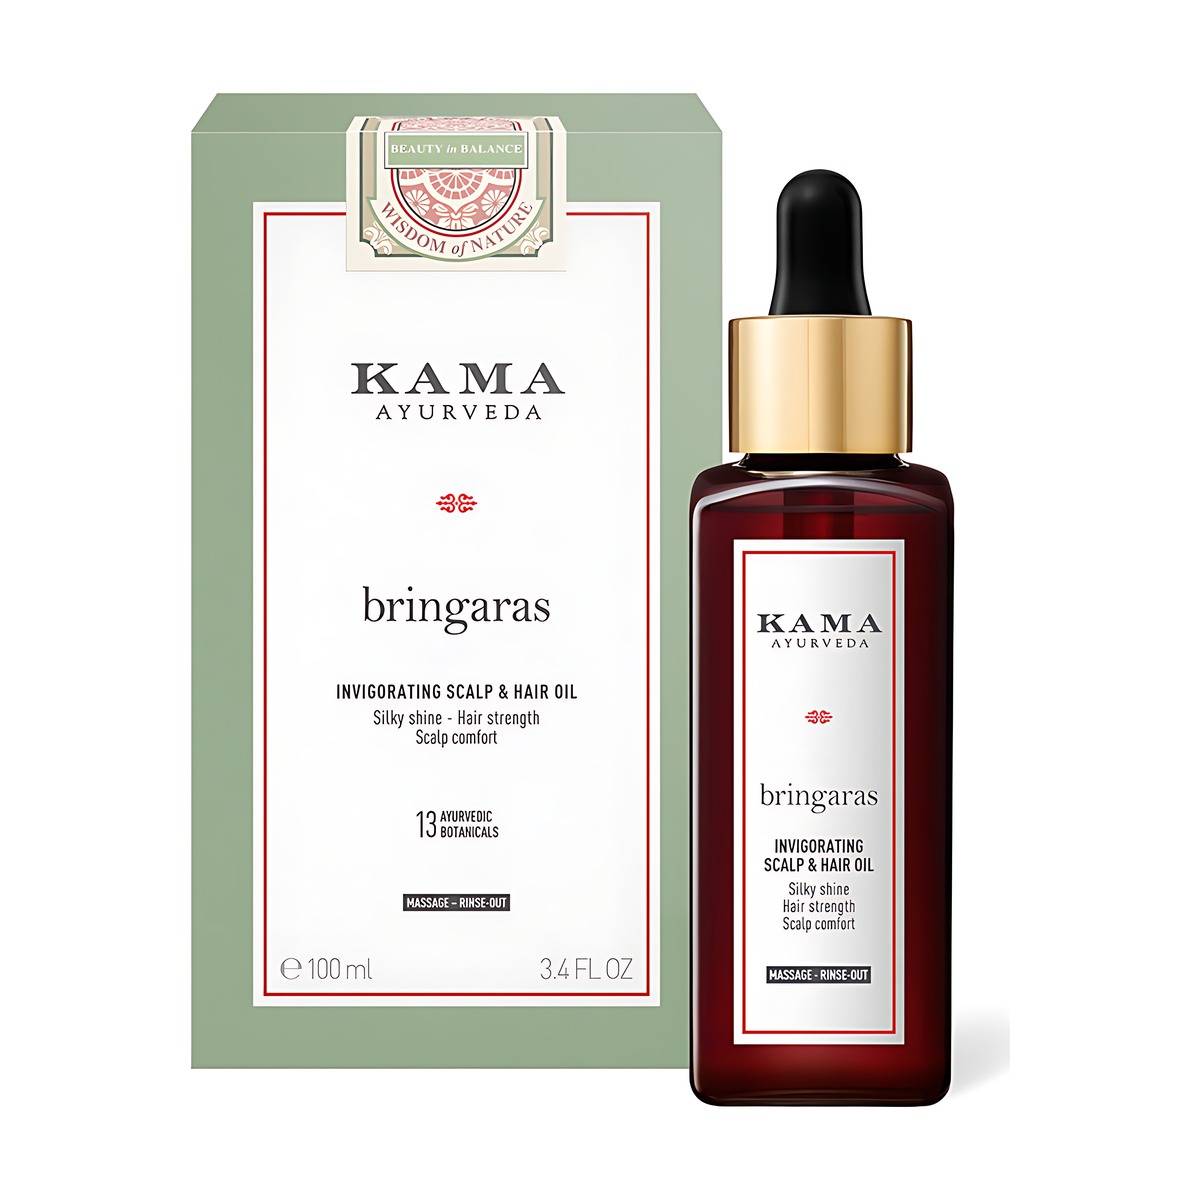 BEAUTY in BALANCE
WISDOM of NATURE
KAMA
AYURVEDA
bringaras
INVIGORATING SCALP & HAIR OIL
Silky shine - Hair strength
Scalp comfort
13 AYURVEDIC
BOTANICALS
MASSAGE – RINSE-OUT
℮ 100 ml
3.4 FL OZ
KAMA
AYURVEDA
bringaras
INVIGORATING
SCALP & HAIR OIL
Silky shine
Hair strength
Scalp comfort
MASSAGE - RINSE-OUT